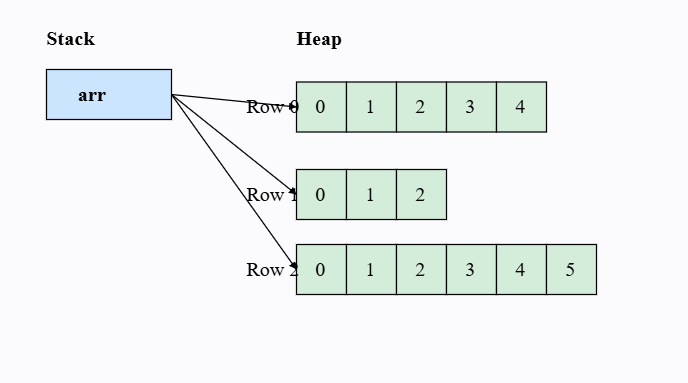 Stack Heap
arr
Row 0 0 1 2 3 4
Row 1 0 1 2
Row 2 0 1 2 3 4 5